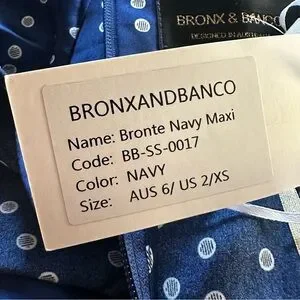 BRONX & BANCO
DESIGNED IN AUSTRALIA
BRONXANDBANCO
Name: Bronte Navy Maxi
Code: BB-SS-0017
Color: NAVY
Size: AUS 6/ US 2/XS